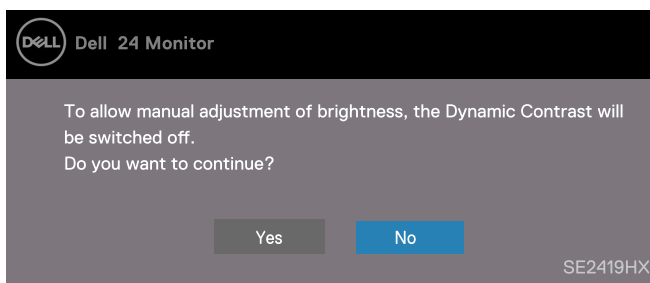 DELL Dell 24 Monitor
To allow manual adjustment of brightness, the Dynamic Contrast will
be switched off.
Do you want to continue?
Yes No
SE2419HX